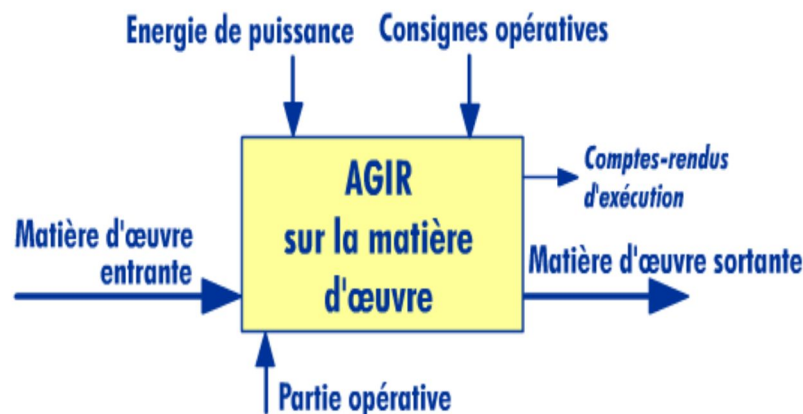 Energie de puissance
Consignes opératives
AGIR
sur la matière
d'œuvre
Comptes-rendus
d'exécution
Matière d'œuvre
entrante
Matière d'œuvre sortante
Partie opérative